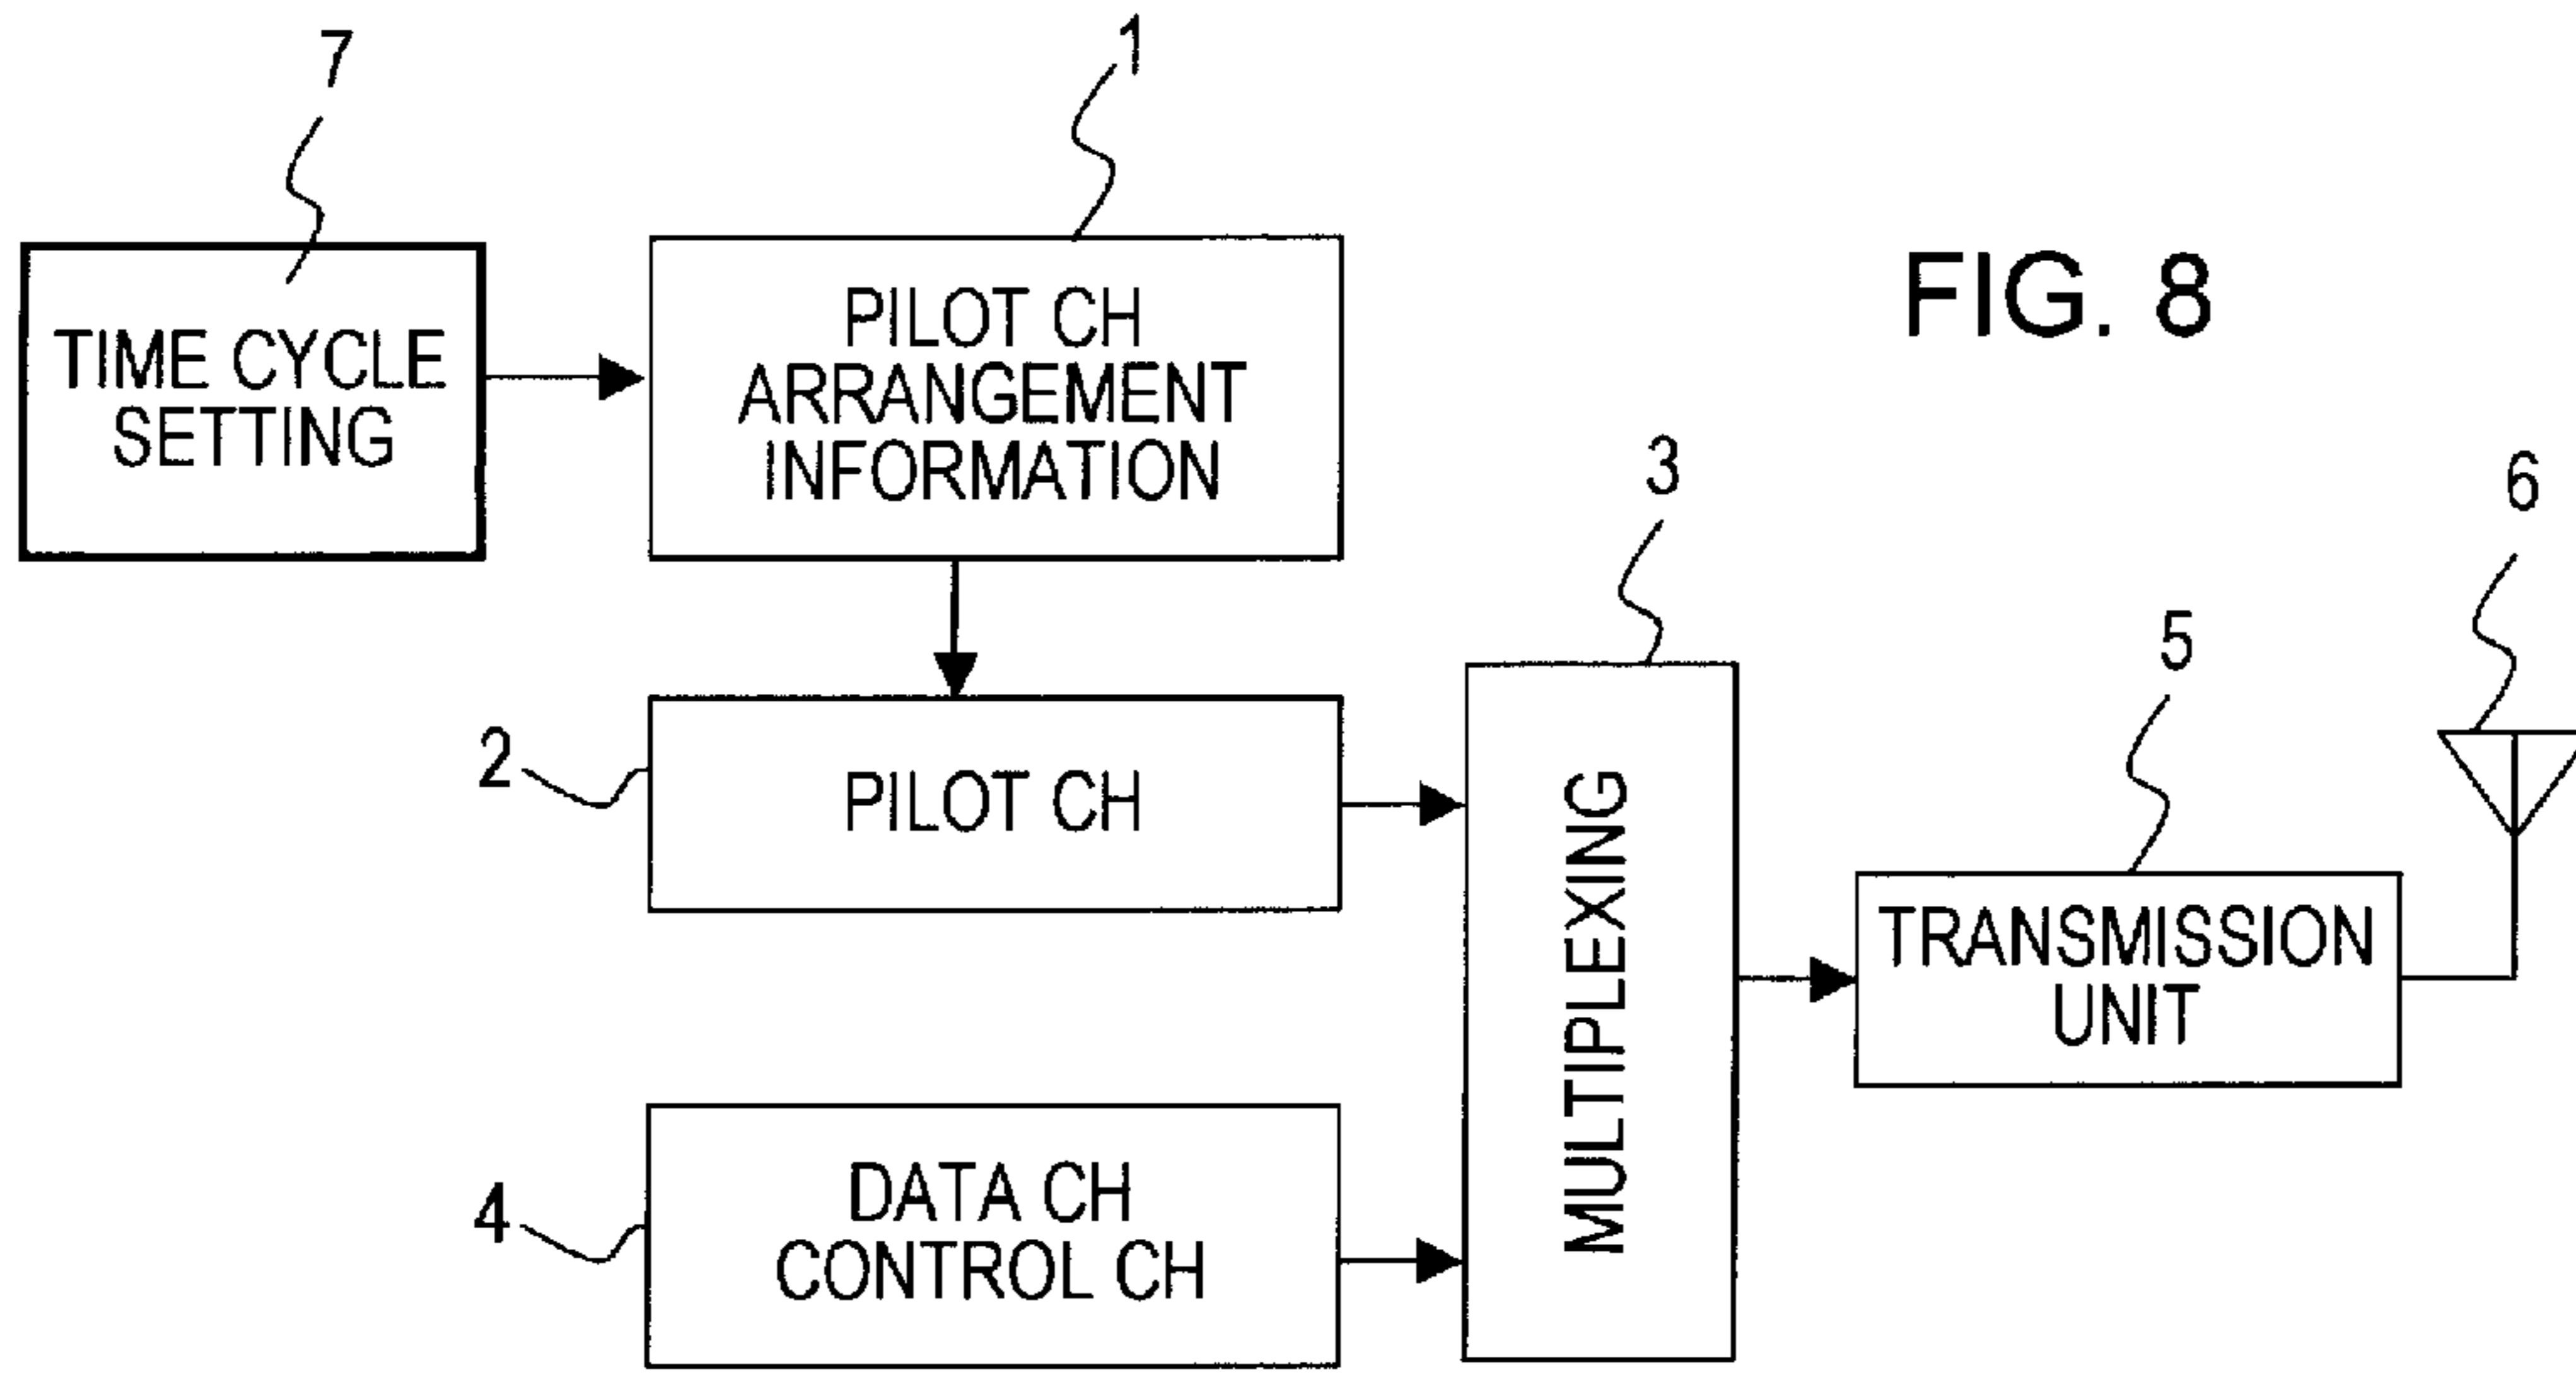 7
1
TIME CYCLE
SETTING
PILOT CH
ARRANGEMENT
INFORMATION
FIG. 8
2
PILOT CH
3
MULTIPLEXING
4
DATA CH
CONTROL CH
5
TRANSMISSION
UNIT
6